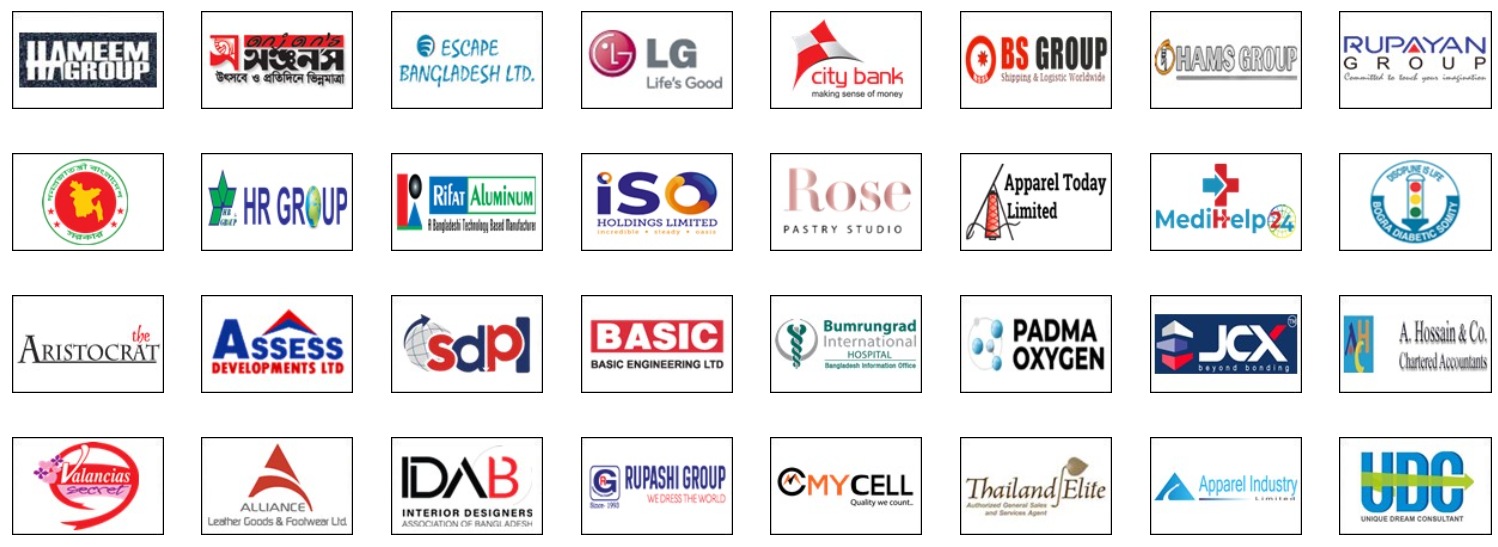 HAMEEM
GROUP
anjan's
অঞ্জন'স
উৎসবে ও প্রতিদিনে ভিন্নমাত্রা
ESCAPE
BANGLADESH LTD.
LG
Life's Good
city bank
making sense of money
BS GROUP
Shipping & Logistic Worldwide
HAMS GROUP
RUPAYAN
GROUP
Committed to touch your imagination
গণপ্রজাতন্ত্রী বাংলাদেশ
সরকার
HR GROUP
Rifat Aluminum
A Bangladeshi Technology Based Manufacturer
iSO
HOLDINGS LIMITED
incredible • steady • oasis
Rose
PASTRY STUDIO
Apparel Today
Limited
MediHelp24
DISCIPLINE IS LIFE
BOGRA DIABETIC SOMITY
the
ARISTOCRAT
ASSESS
DEVELOPMENTS LTD
sdpl
BASIC
BASIC ENGINEERING LTD
Bumrungrad
International
HOSPITAL
Bangladesh Information Office
PADMA
OXYGEN
JCX
TM
beyond bonding
AHC
A. Hossain & Co.
Chartered Accountants
Valancias
secret
ALLIANCE
Leather Goods & Footwear Ltd.
IDAB
INTERIOR DESIGNERS
ASSOCIATION OF BANGLADESH
RUPASHI GROUP
WE DRESS THE WORLD
Since- 1993
CMYCELL
Quality we count..
Thailand Elite
Authorized General Sales
and Services Agent
Apparel Industry
Limited
UDC
UNIQUE DREAM CONSULTANT